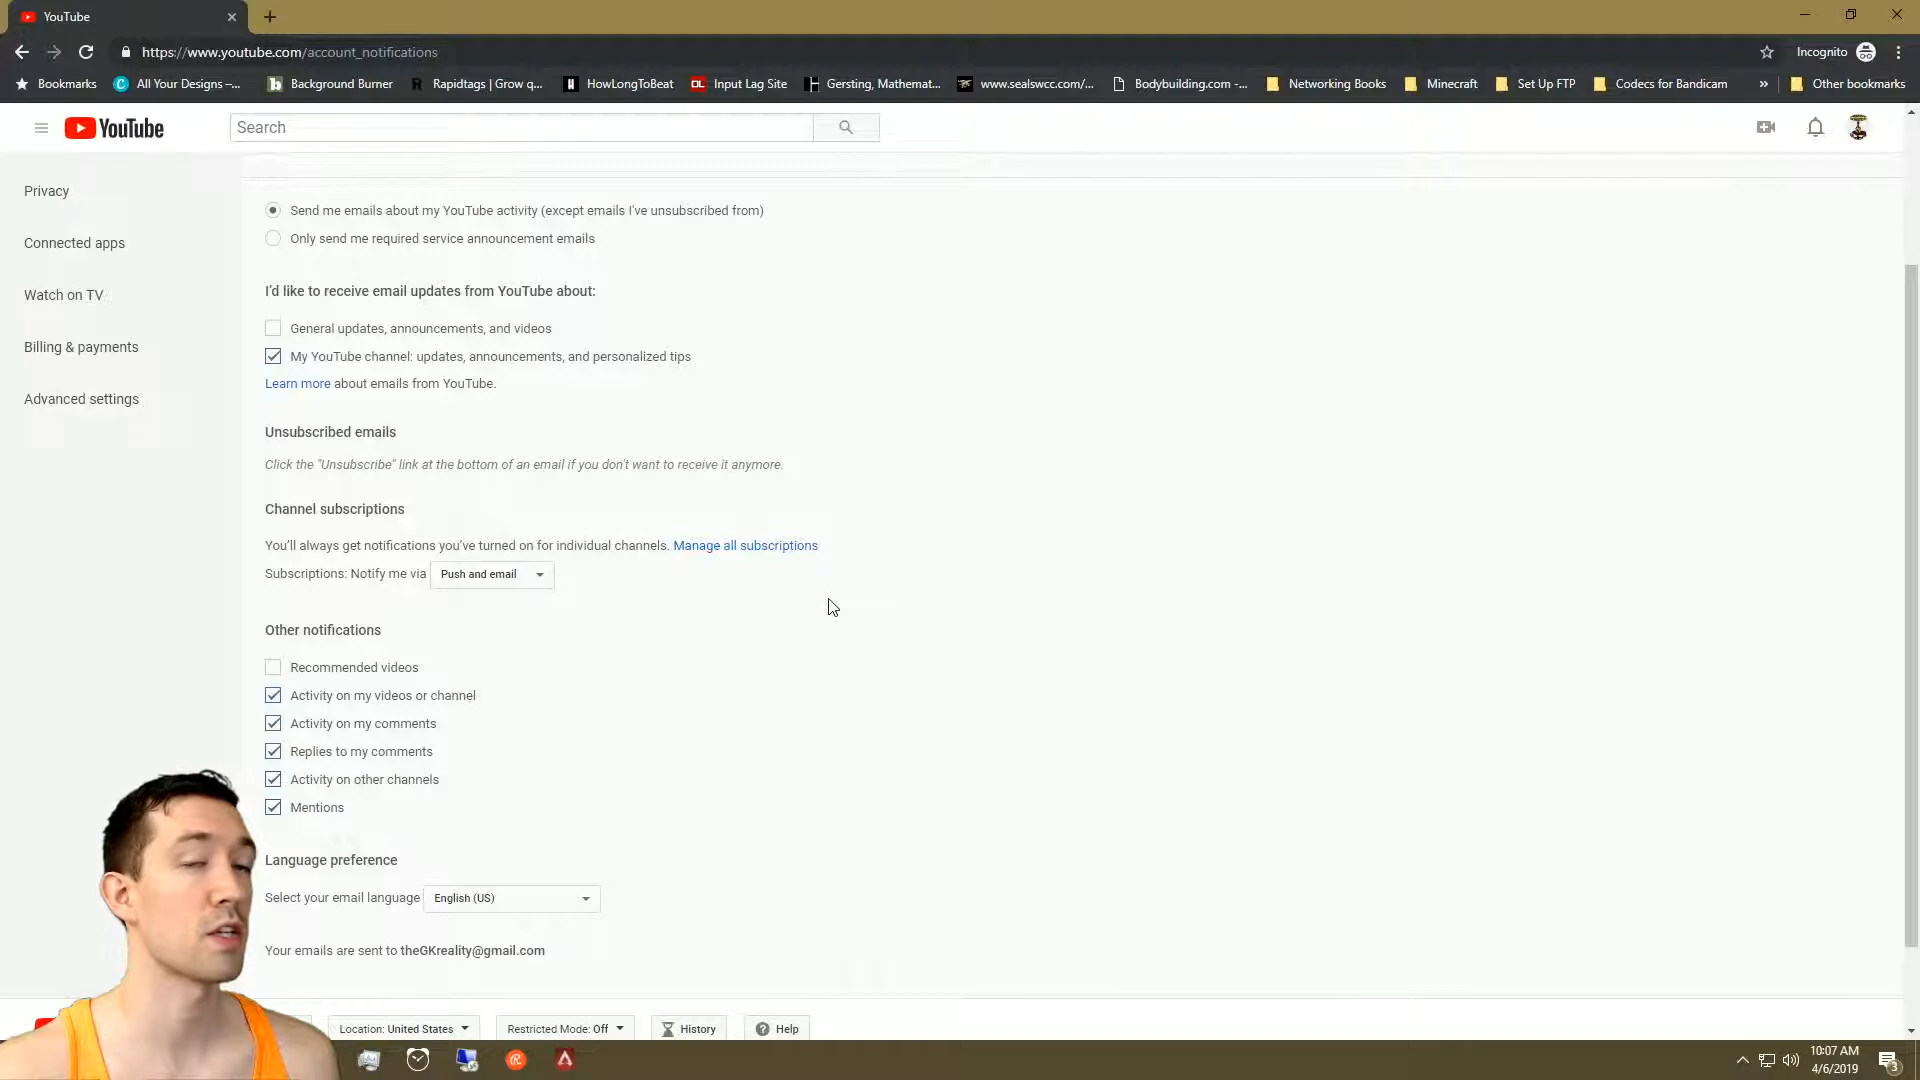 YouTube
https://www.youtube.com/account_notifications
Incognito
Bookmarks
All Your Designs –...
Background Burner
Rapidtags | Grow q...
HowLongToBeat
Input Lag Site
Gersting, Mathemat...
www.sealswcc.com/...
Bodybuilding.com -...
Networking Books
Minecraft
Set Up FTP
Codecs for Bandicam
»
Other bookmarks
YouTube
Search
Privacy
Connected apps
Watch on TV
Billing & payments
Advanced settings
Send me emails about my YouTube activity (except emails I've unsubscribed from)
Only send me required service announcement emails
I'd like to receive email updates from YouTube about:
General updates, announcements, and videos
My YouTube channel: updates, announcements, and personalized tips
Learn more about emails from YouTube.
Unsubscribed emails
Click the "Unsubscribe" link at the bottom of an email if you don't want to receive it anymore.
Channel subscriptions
You'll always get notifications you've turned on for individual channels. Manage all subscriptions
Subscriptions: Notify me via Push and email
Other notifications
Recommended videos
Activity on my videos or channel
Activity on my comments
Replies to my comments
Activity on other channels
Mentions
Language preference
Select your email language English (US)
Your emails are sent to theGKreality@gmail.com
Location: United States
Restricted Mode: Off
History
Help
10:07 AM
4/6/2019
3